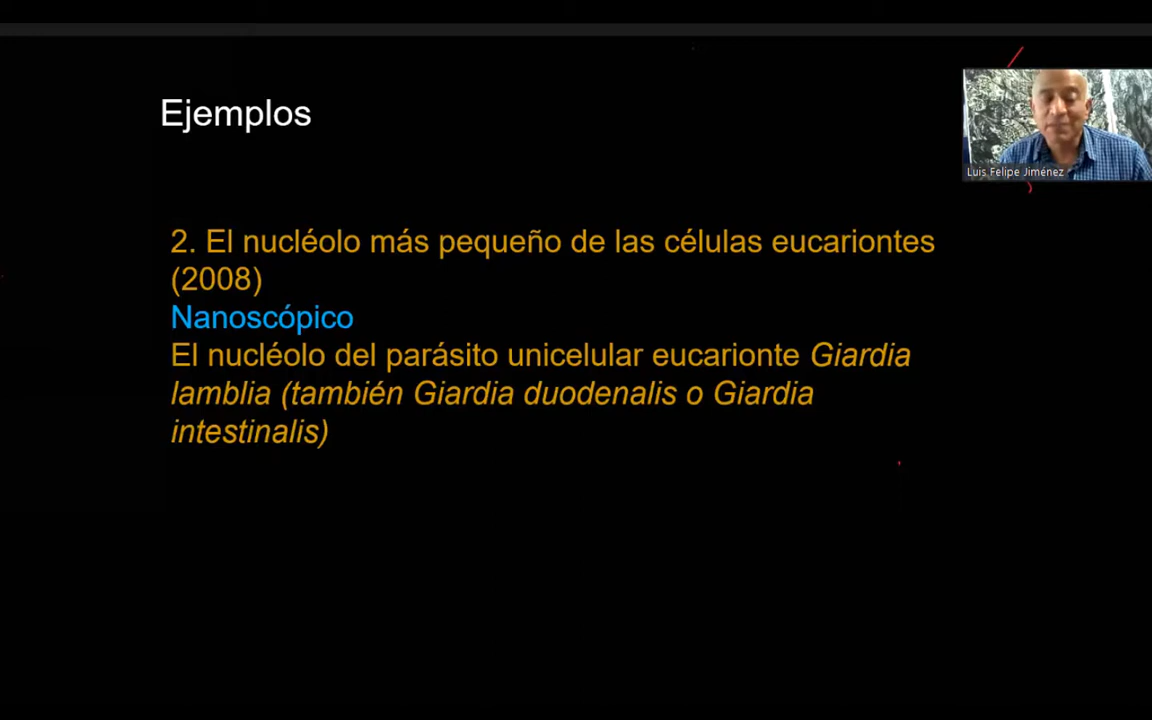 Ejemplos
Luis Felipe Jiménez
2. El nucléolo más pequeño de las células eucariontes
(2008)
Nanoscópico
El nucléolo del parásito unicelular eucarionte Giardia
lamblia (también Giardia duodenalis o Giardia
intestinalis)